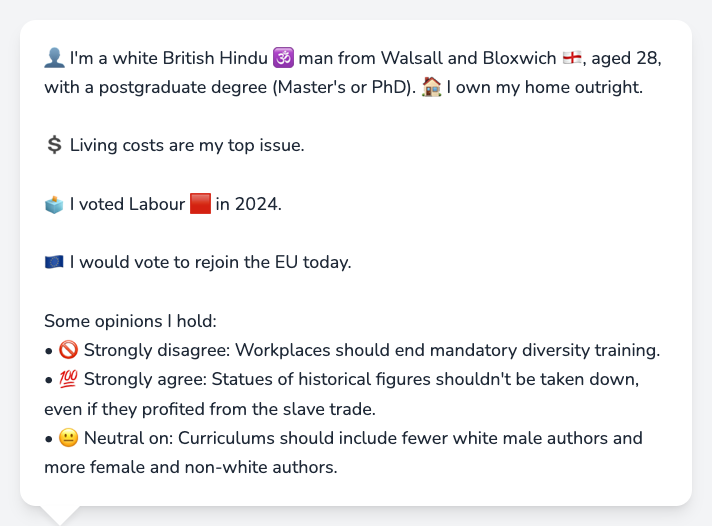 👤 I'm a white British Hindu 🕉️ man from Walsall and Bloxwich 🏴󠁧󠁢󠁥󠁮󠁧󠁿, aged 28,
with a postgraduate degree (Master's or PhD). 🏠 I own my home outright.
💲 Living costs are my top issue.
🗳️ I voted Labour 🟥 in 2024.
🇪🇺 I would vote to rejoin the EU today.
Some opinions I hold:
• 🚫 Strongly disagree: Workplaces should end mandatory diversity training.
• 💯 Strongly agree: Statues of historical figures shouldn't be taken down,
even if they profited from the slave trade.
• 😐 Neutral on: Curriculums should include fewer white male authors and
more female and non-white authors.